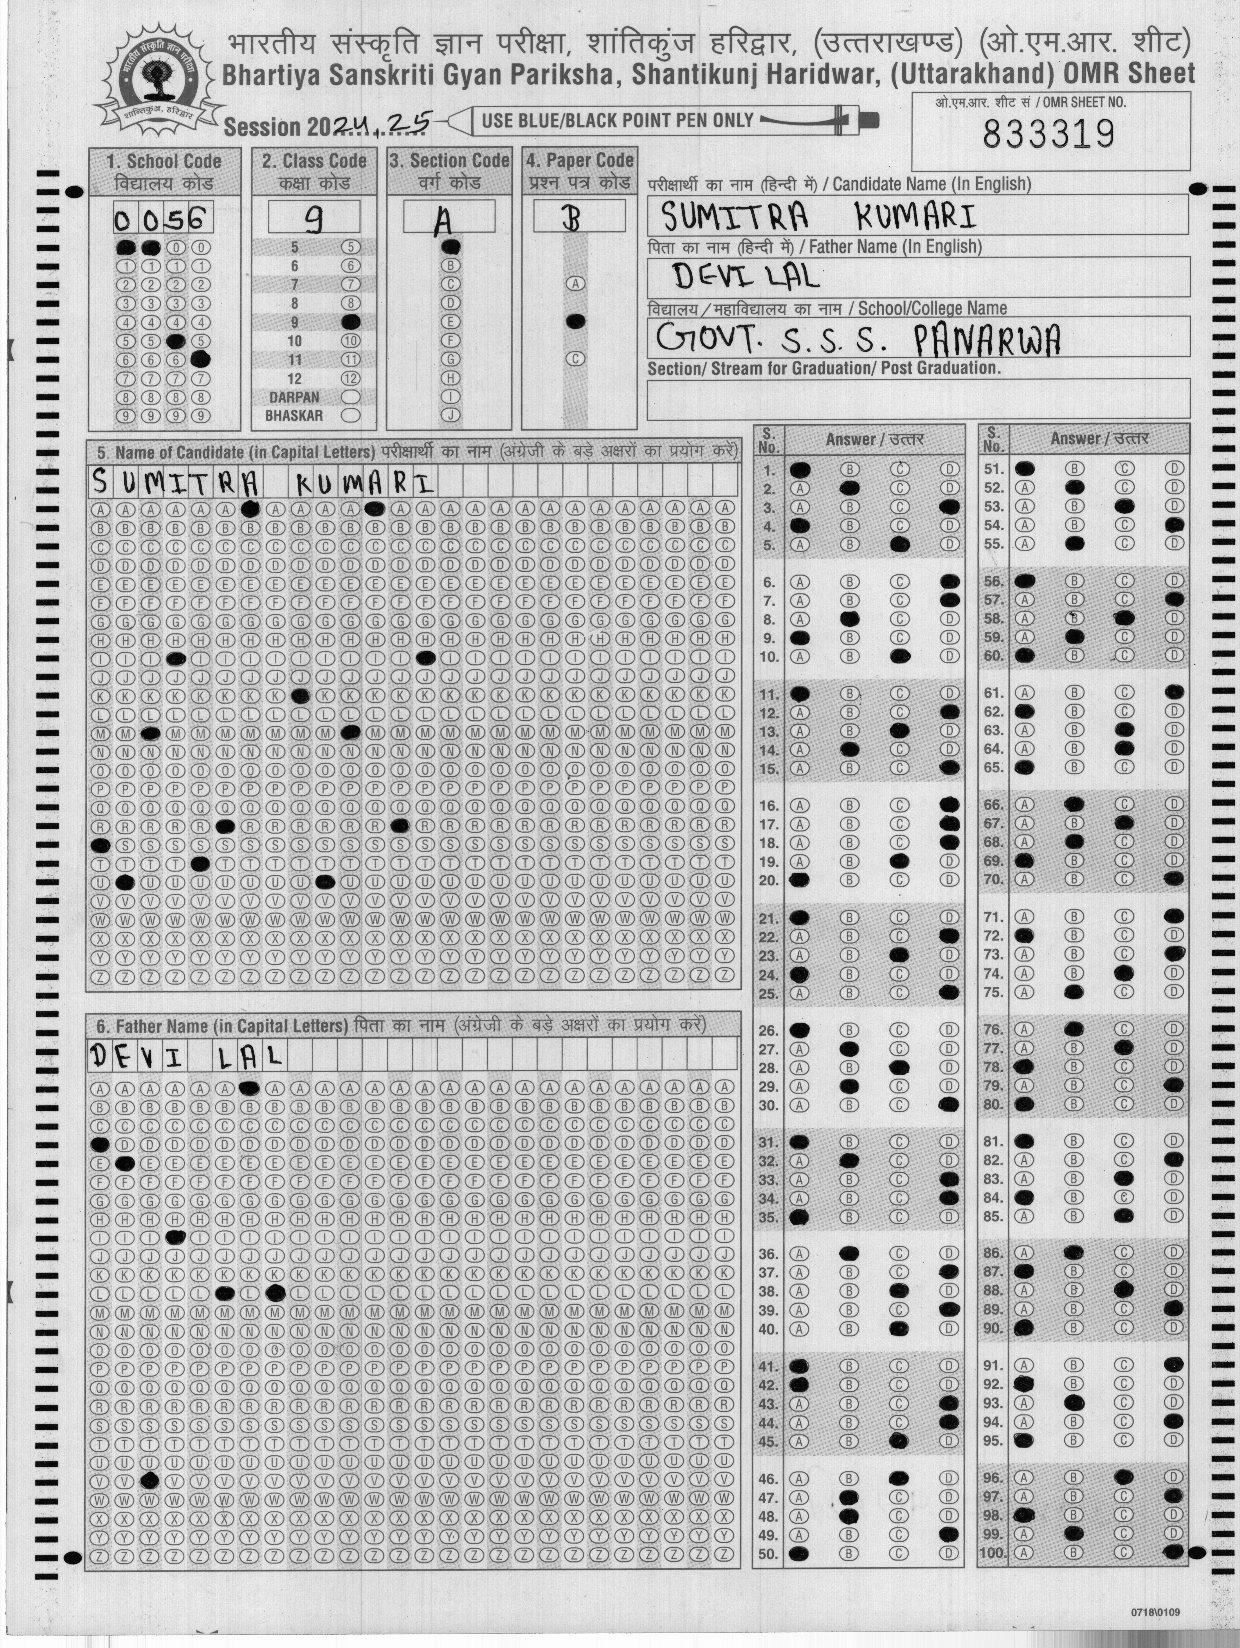 भारतीय संस्कृति ज्ञान परीक्षा, शांतिकुंज हरिद्वार, (उत्तराखण्ड) (ओ.एम.आर. शीट)
Bhartiya Sanskriti Gyan Pariksha, Shantikunj Haridwar, (Uttarakhand) OMR Sheet
Session 2024.25
USE BLUE/BLACK POINT PEN ONLY
ओ.एम.आर. शीट सं / OMR SHEET NO.
833319
1. School Code
विद्यालय कोड
0056
2. Class Code
कक्षा कोड
9
5
6
7
8
9
10
11
12
DARPAN
BHASKAR
3. Section Code
वर्ग कोड
A
4. Paper Code
प्रश्न पत्र कोड
B
परीक्षार्थी का नाम (हिन्दी में) / Candidate Name (In English)
SUMITRA KUMARI
पिता का नाम (हिन्दी में) / Father Name (In English)
DEVI LAL
विद्यालय / महाविद्यालय का नाम / School/College Name
GOVT. S.S.S. PANARWA
Section/ Stream for Graduation/ Post Graduation.
5. Name of Candidate (in Capital Letters) परीक्षार्थी का नाम (अंग्रेजी के बड़े अक्षरों का प्रयोग करें)
SUMITRA KUMARI
6. Father Name (in Capital Letters) पिता का नाम (अंग्रेजी के बड़े अक्षरों का प्रयोग करें)
DEVI LAL
S. No. Answer / उत्तर
S. No. Answer / उत्तर
0718\0109